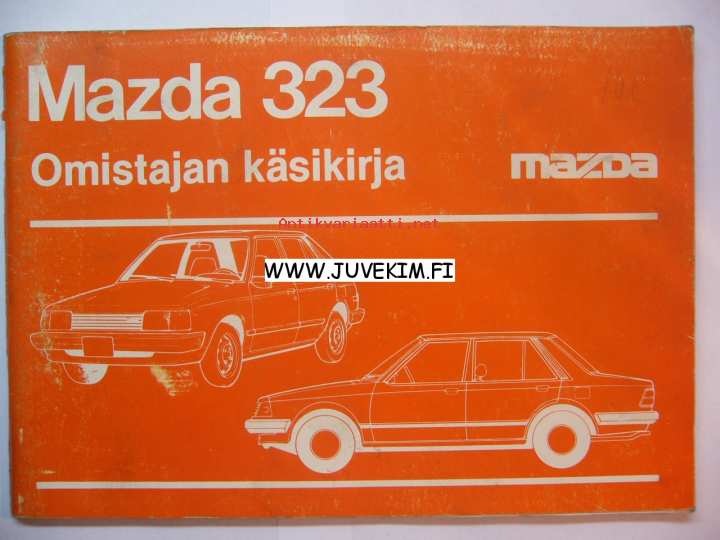 Mazda 323
Omistajan käsikirja
mazda
Antikvariaatti.net
WWW.JUVEKIM.FI